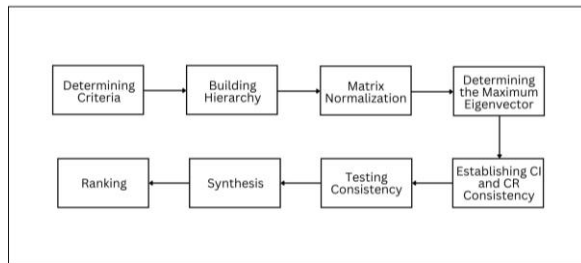 Determining
Criteria
Building
Hierarchy
Matrix
Normalization
Determining
the Maximum
Eigenvector
Ranking
Synthesis
Testing
Consistency
Establishing CI
and CR
Consistency